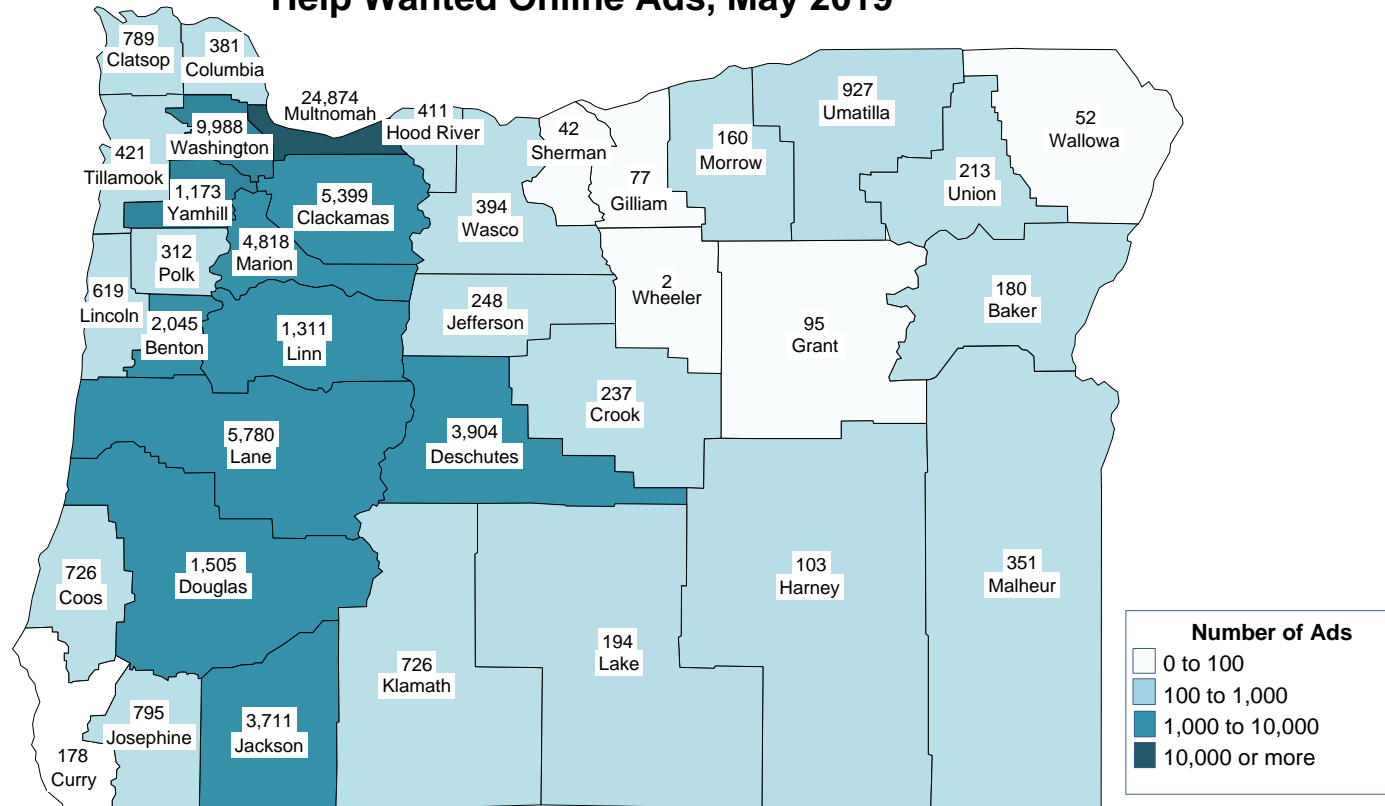 Help Wanted Online Ads, May 2019
789
Clatsop
381
Columbia
24,874
Multnomah
411
Hood River
9,988
Washington
421
Tillamook
1,173
Yamhill
5,399
Clackamas
42
Sherman
77
Gilliam
160
Morrow
927
Umatilla
52
Wallowa
213
Union
394
Wasco
312
Polk
4,818
Marion
619
Lincoln
2,045
Benton
1,311
Linn
248
Jefferson
2
Wheeler
95
Grant
180
Baker
237
Crook
5,780
Lane
3,904
Deschutes
726
Coos
1,505
Douglas
103
Harney
351
Malheur
726
Klamath
194
Lake
178
Curry
795
Josephine
3,711
Jackson
Number of Ads
0 to 100
100 to 1,000
1,000 to 10,000
10,000 or more